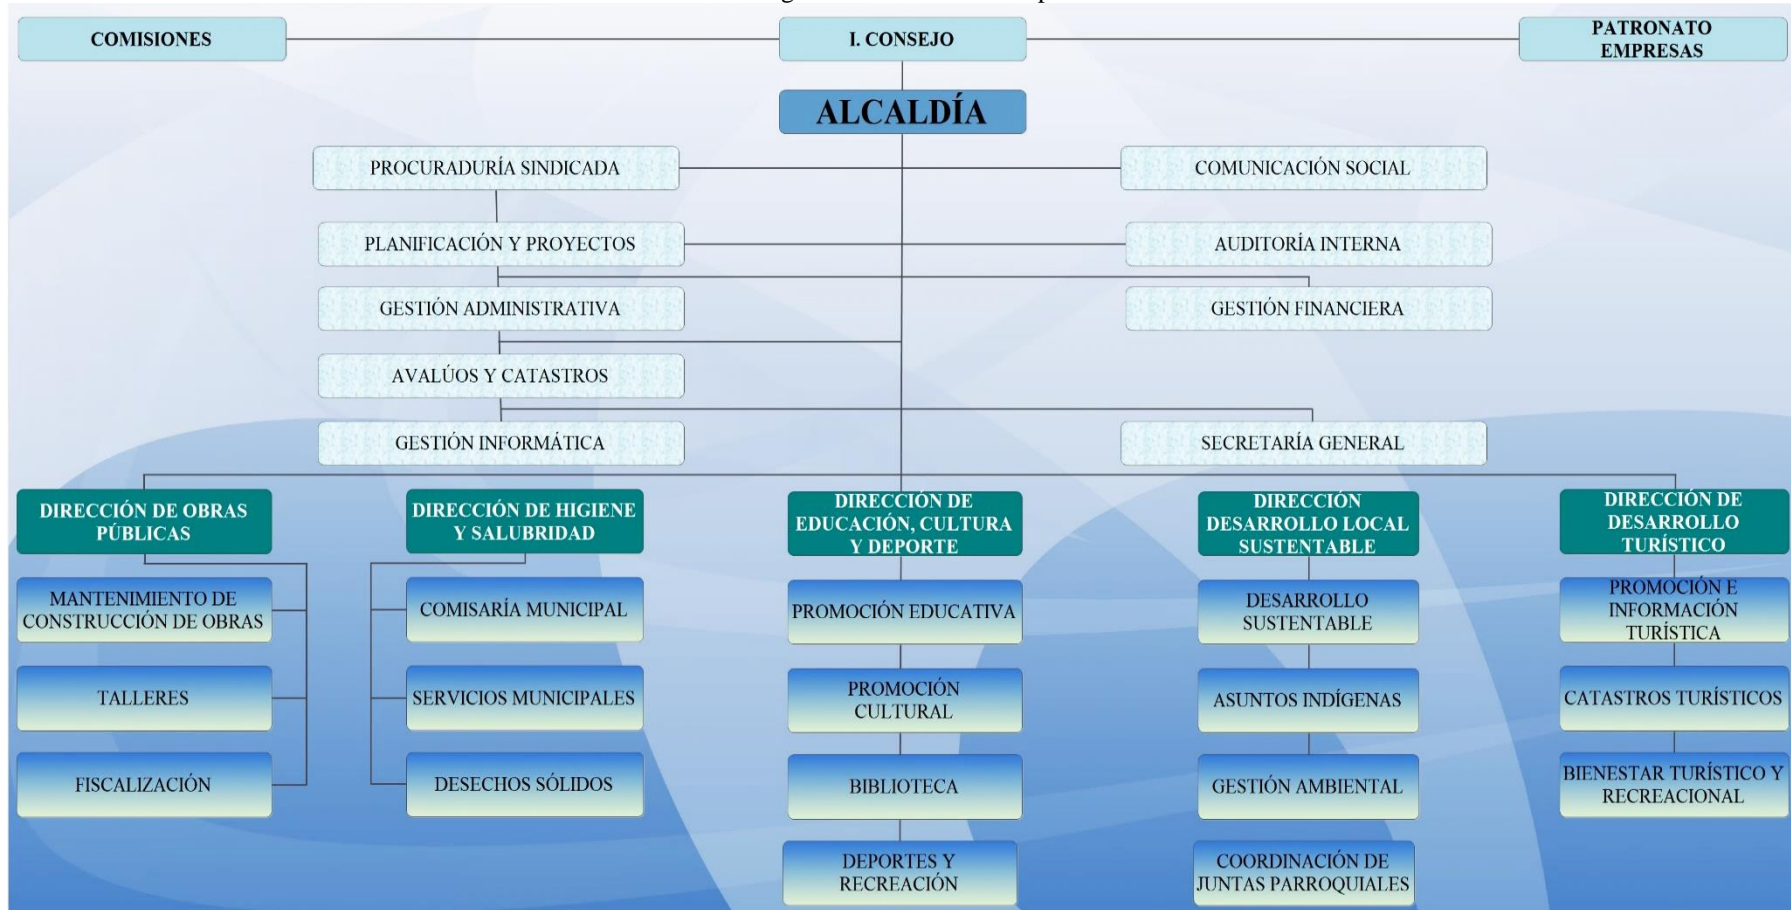 COMISIONES
I. CONSEJO
PATRONATO
EMPRESAS
ALCALDÍA
PROCURADURÍA SINDICADA
COMUNICACIÓN SOCIAL
PLANIFICACIÓN Y PROYECTOS
AUDITORÍA INTERNA
GESTIÓN ADMINISTRATIVA
GESTIÓN FINANCIERA
AVALÚOS Y CATASTROS
GESTIÓN INFORMÁTICA
SECRETARÍA GENERAL
DIRECCIÓN DE OBRAS
PÚBLICAS
MANTENIMIENTO DE
CONSTRUCCIÓN DE OBRAS
TALLERES
FISCALIZACIÓN
DIRECCIÓN DE HIGIENE
Y SALUBRIDAD
COMISARÍA MUNICIPAL
SERVICIOS MUNICIPALES
DESECHOS SÓLIDOS
DIRECCIÓN DE
EDUCACIÓN, CULTURA
Y DEPORTE
PROMOCIÓN EDUCATIVA
PROMOCIÓN
CULTURAL
BIBLIOTECA
DEPORTES Y
RECREACIÓN
DIRECCIÓN
DESARROLLO LOCAL
SUSTENTABLE
DESARROLLO
SUSTENTABLE
ASUNTOS INDÍGENAS
GESTIÓN AMBIENTAL
COORDINACIÓN DE
JUNTAS PARROQUIALES
DIRECCIÓN DE
DESARROLLO
TURÍSTICO
PROMOCIÓN E
INFORMACIÓN
TURÍSTICA
CATASTROS TURÍSTICOS
BIENESTAR TURÍSTICO Y
RECREACIONAL